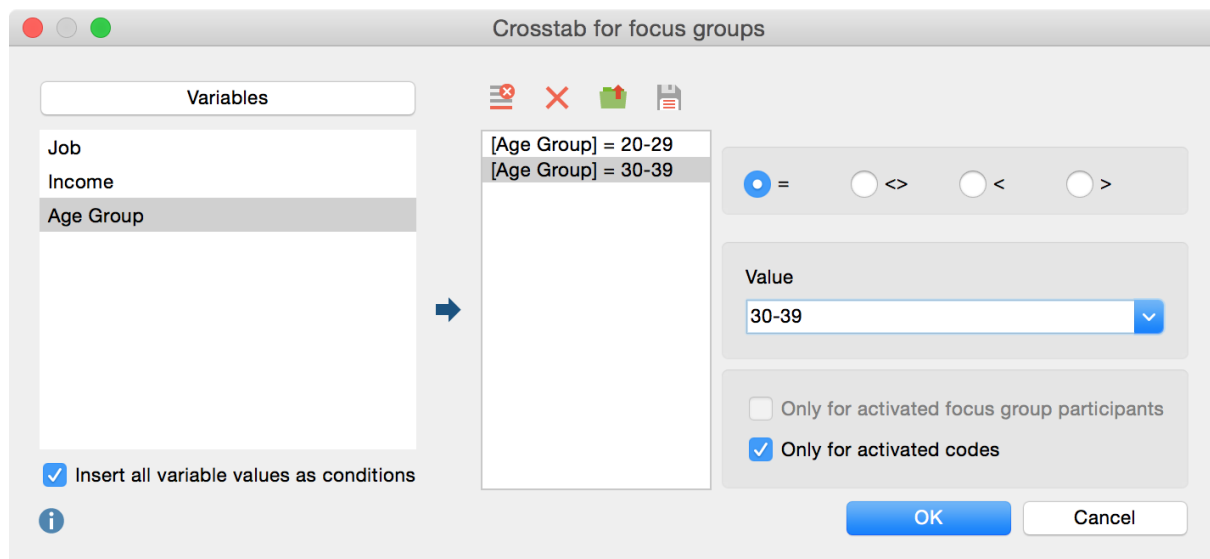 Crosstab for focus groups
Variables
Job
Income
Age Group
Insert all variable values as conditions
[Age Group] = 20-29
[Age Group] = 30-39
= <> < >
Value
30-39
Only for activated focus group participants
Only for activated codes
OK Cancel